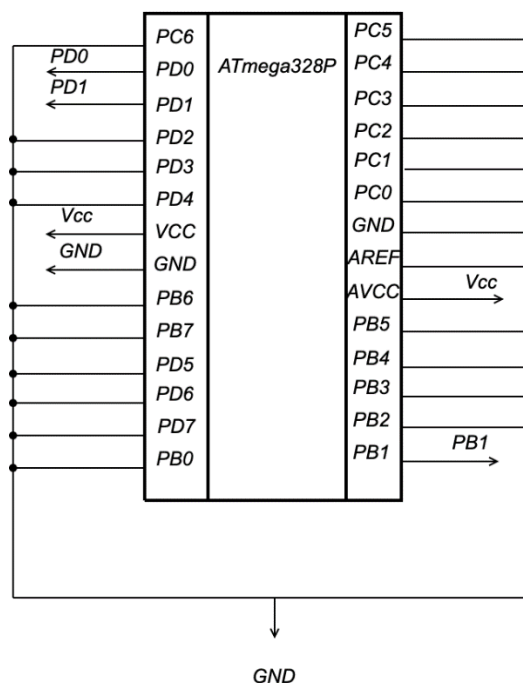 PC6
PD0
PD0
PD1
PD1
PD2
PD3
PD4
Vcc
VCC
GND
GND
PB6
PB7
PD5
PD6
PD7
PB0
ATmega328P
PC5
PC4
PC3
PC2
PC1
PC0
GND
AREF
AVCC
Vcc
PB5
PB4
PB3
PB2
PB1
PB1
GND